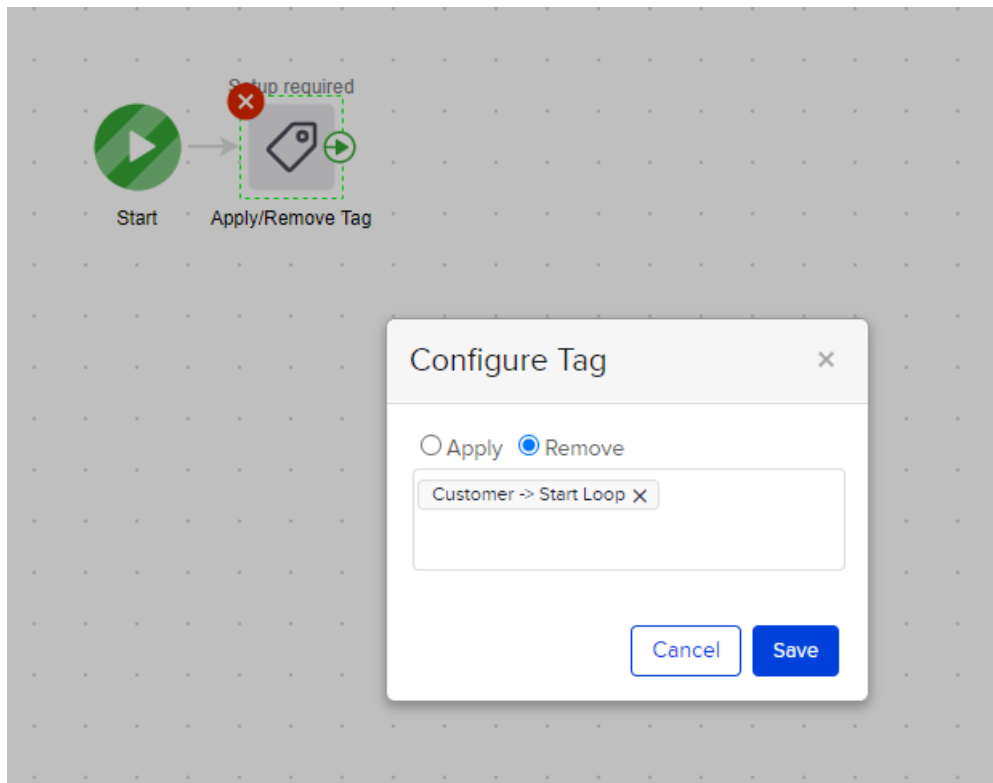 Setup required
Start
Apply/Remove Tag
Configure Tag
Apply Remove
Customer -> Start Loop
Cancel Save